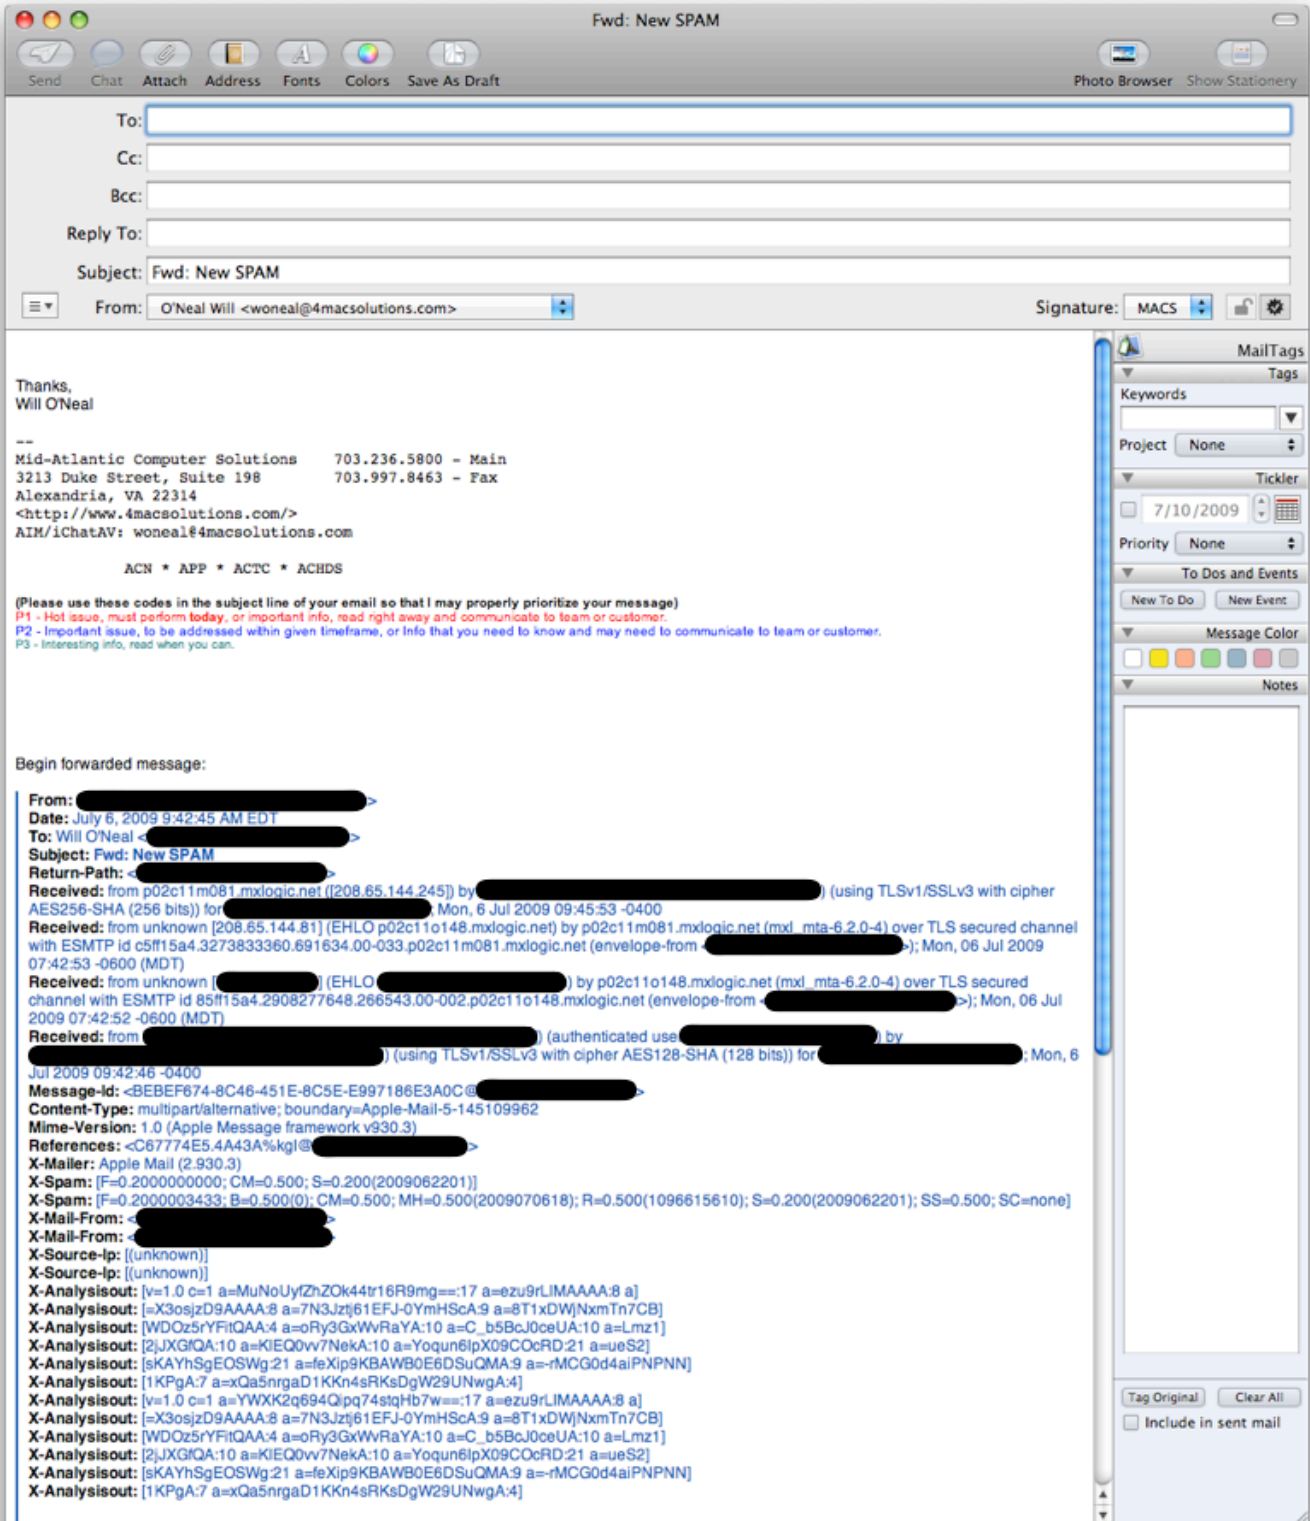 Fwd: New SPAM
Send Chat Attach Address Fonts Colors Save As Draft Photo Browser Show Stationery
To:
Cc:
Bcc:
Reply To:
Subject: Fwd: New SPAM
From: O'Neal Will <woneal@4macsolutions.com> Signature: MACS
Thanks,
Will O'Neal
--
Mid-Atlantic Computer Solutions 703.236.5800 - Main
3213 Duke Street, Suite 198 703.997.8463 - Fax
Alexandria, VA 22314
<http://www.4macsolutions.com/>
AIM/iChatAV: woneal@4macsolutions.com
ACN * APP * ACTC * ACHDS
(Please use these codes in the subject line of your email so that I may properly prioritize your message)
P1 - Hot issue, must perform today, or important info, read right away and communicate to team or customer.
P2 - Important issue, to be addressed within given timeframe, or Info that you need to know and may need to communicate to team or customer.
P3 - Interesting info, read when you can.
Begin forwarded message:
From: >
Date: July 6, 2009 9:42:45 AM EDT
To: Will O'Neal < >
Subject: Fwd: New SPAM
Return-Path: < >
Received: from p02c11m081.mxlogic.net ([208.65.144.245]) by ) (using TLSv1/SSLv3 with cipher
AES256-SHA (256 bits)) for ; Mon, 6 Jul 2009 09:45:53 -0400
Received: from unknown [208.65.144.81] (EHLO p02c11o148.mxlogic.net) by p02c11m081.mxlogic.net (mxl_mta-6.2.0-4) over TLS secured channel
with ESMTP id c5ff15a4.3273833360.691634.00-033.p02c11m081.mxlogic.net (envelope-from < >); Mon, 06 Jul 2009
07:42:53 -0600 (MDT)
Received: from unknown [ ] (EHLO ) by p02c11o148.mxlogic.net (mxl_mta-6.2.0-4) over TLS secured
channel with ESMTP id 85ff15a4.2908277648.266543.00-002.p02c11o148.mxlogic.net (envelope-from < >); Mon, 06 Jul
2009 07:42:52 -0600 (MDT)
Received: from ) (authenticated use ) by
) (using TLSv1/SSLv3 with cipher AES128-SHA (128 bits)) for ; Mon, 6
Jul 2009 09:42:46 -0400
Message-Id: <BEBEF674-8C46-451E-8C5E-E997186E3A0C@ >
Content-Type: multipart/alternative; boundary=Apple-Mail-5-145109962
Mime-Version: 1.0 (Apple Message framework v930.3)
References: <C67774E5.4A43A%kgl@ >
X-Mailer: Apple Mail (2.930.3)
X-Spam: [F=0.2000000000; CM=0.500; S=0.200(2009062201)]
X-Spam: [F=0.2000003433; B=0.500(0); CM=0.500; MH=0.500(2009070618); R=0.500(1096615610); S=0.200(2009062201); SS=0.500; SC=none]
X-Mail-From: < >
X-Mail-From: < >
X-Source-Ip: [(unknown)]
X-Source-Ip: [(unknown)]
X-Analysisout: [v=1.0 c=1 a=MuNoUyfZhZOk44tr16R9mg==:17 a=ezu9rLIMAAAA:8 a]
X-Analysisout: [=X3osjzD9AAAA:8 a=7N3Jztj61EFJ-0YmHScA:9 a=8T1xDWjNxmTn7CB]
X-Analysisout: [WDOz5rYFitQAA:4 a=oRy3GxWvRaYA:10 a=C_b5BcJ0ceUA:10 a=Lmz1]
X-Analysisout: [2jJXGfQA:10 a=KIEQ0vv7NekA:10 a=Yoqun6lpX09COcRD:21 a=ueS2]
X-Analysisout: [sKAYhSgEOSWg:21 a=feXip9KBAWB0E6DSuQMA:9 a=-rMCG0d4aiPNPNN]
X-Analysisout: [1KPgA:7 a=xQa5nrgaD1KKn4sRKsDgW29UNwgA:4]
X-Analysisout: [v=1.0 c=1 a=YWXK2q694Qipq74stqHb7w==:17 a=ezu9rLIMAAAA:8 a]
X-Analysisout: [=X3osjzD9AAAA:8 a=7N3Jztj61EFJ-0YmHScA:9 a=8T1xDWjNxmTn7CB]
X-Analysisout: [WDOz5rYFitQAA:4 a=oRy3GxWvRaYA:10 a=C_b5BcJ0ceUA:10 a=Lmz1]
X-Analysisout: [2jJXGfQA:10 a=KIEQ0vv7NekA:10 a=Yoqun6lpX09COcRD:21 a=ueS2]
X-Analysisout: [sKAYhSgEOSWg:21 a=feXip9KBAWB0E6DSuQMA:9 a=-rMCG0d4aiPNPNN]
X-Analysisout: [1KPgA:7 a=xQa5nrgaD1KKn4sRKsDgW29UNwgA:4]
MailTags
Tags
Keywords
Project None
Tickler
7/10/2009
Priority None
To Dos and Events
New To Do New Event
Message Color
Notes
Tag Original Clear All
Include in sent mail